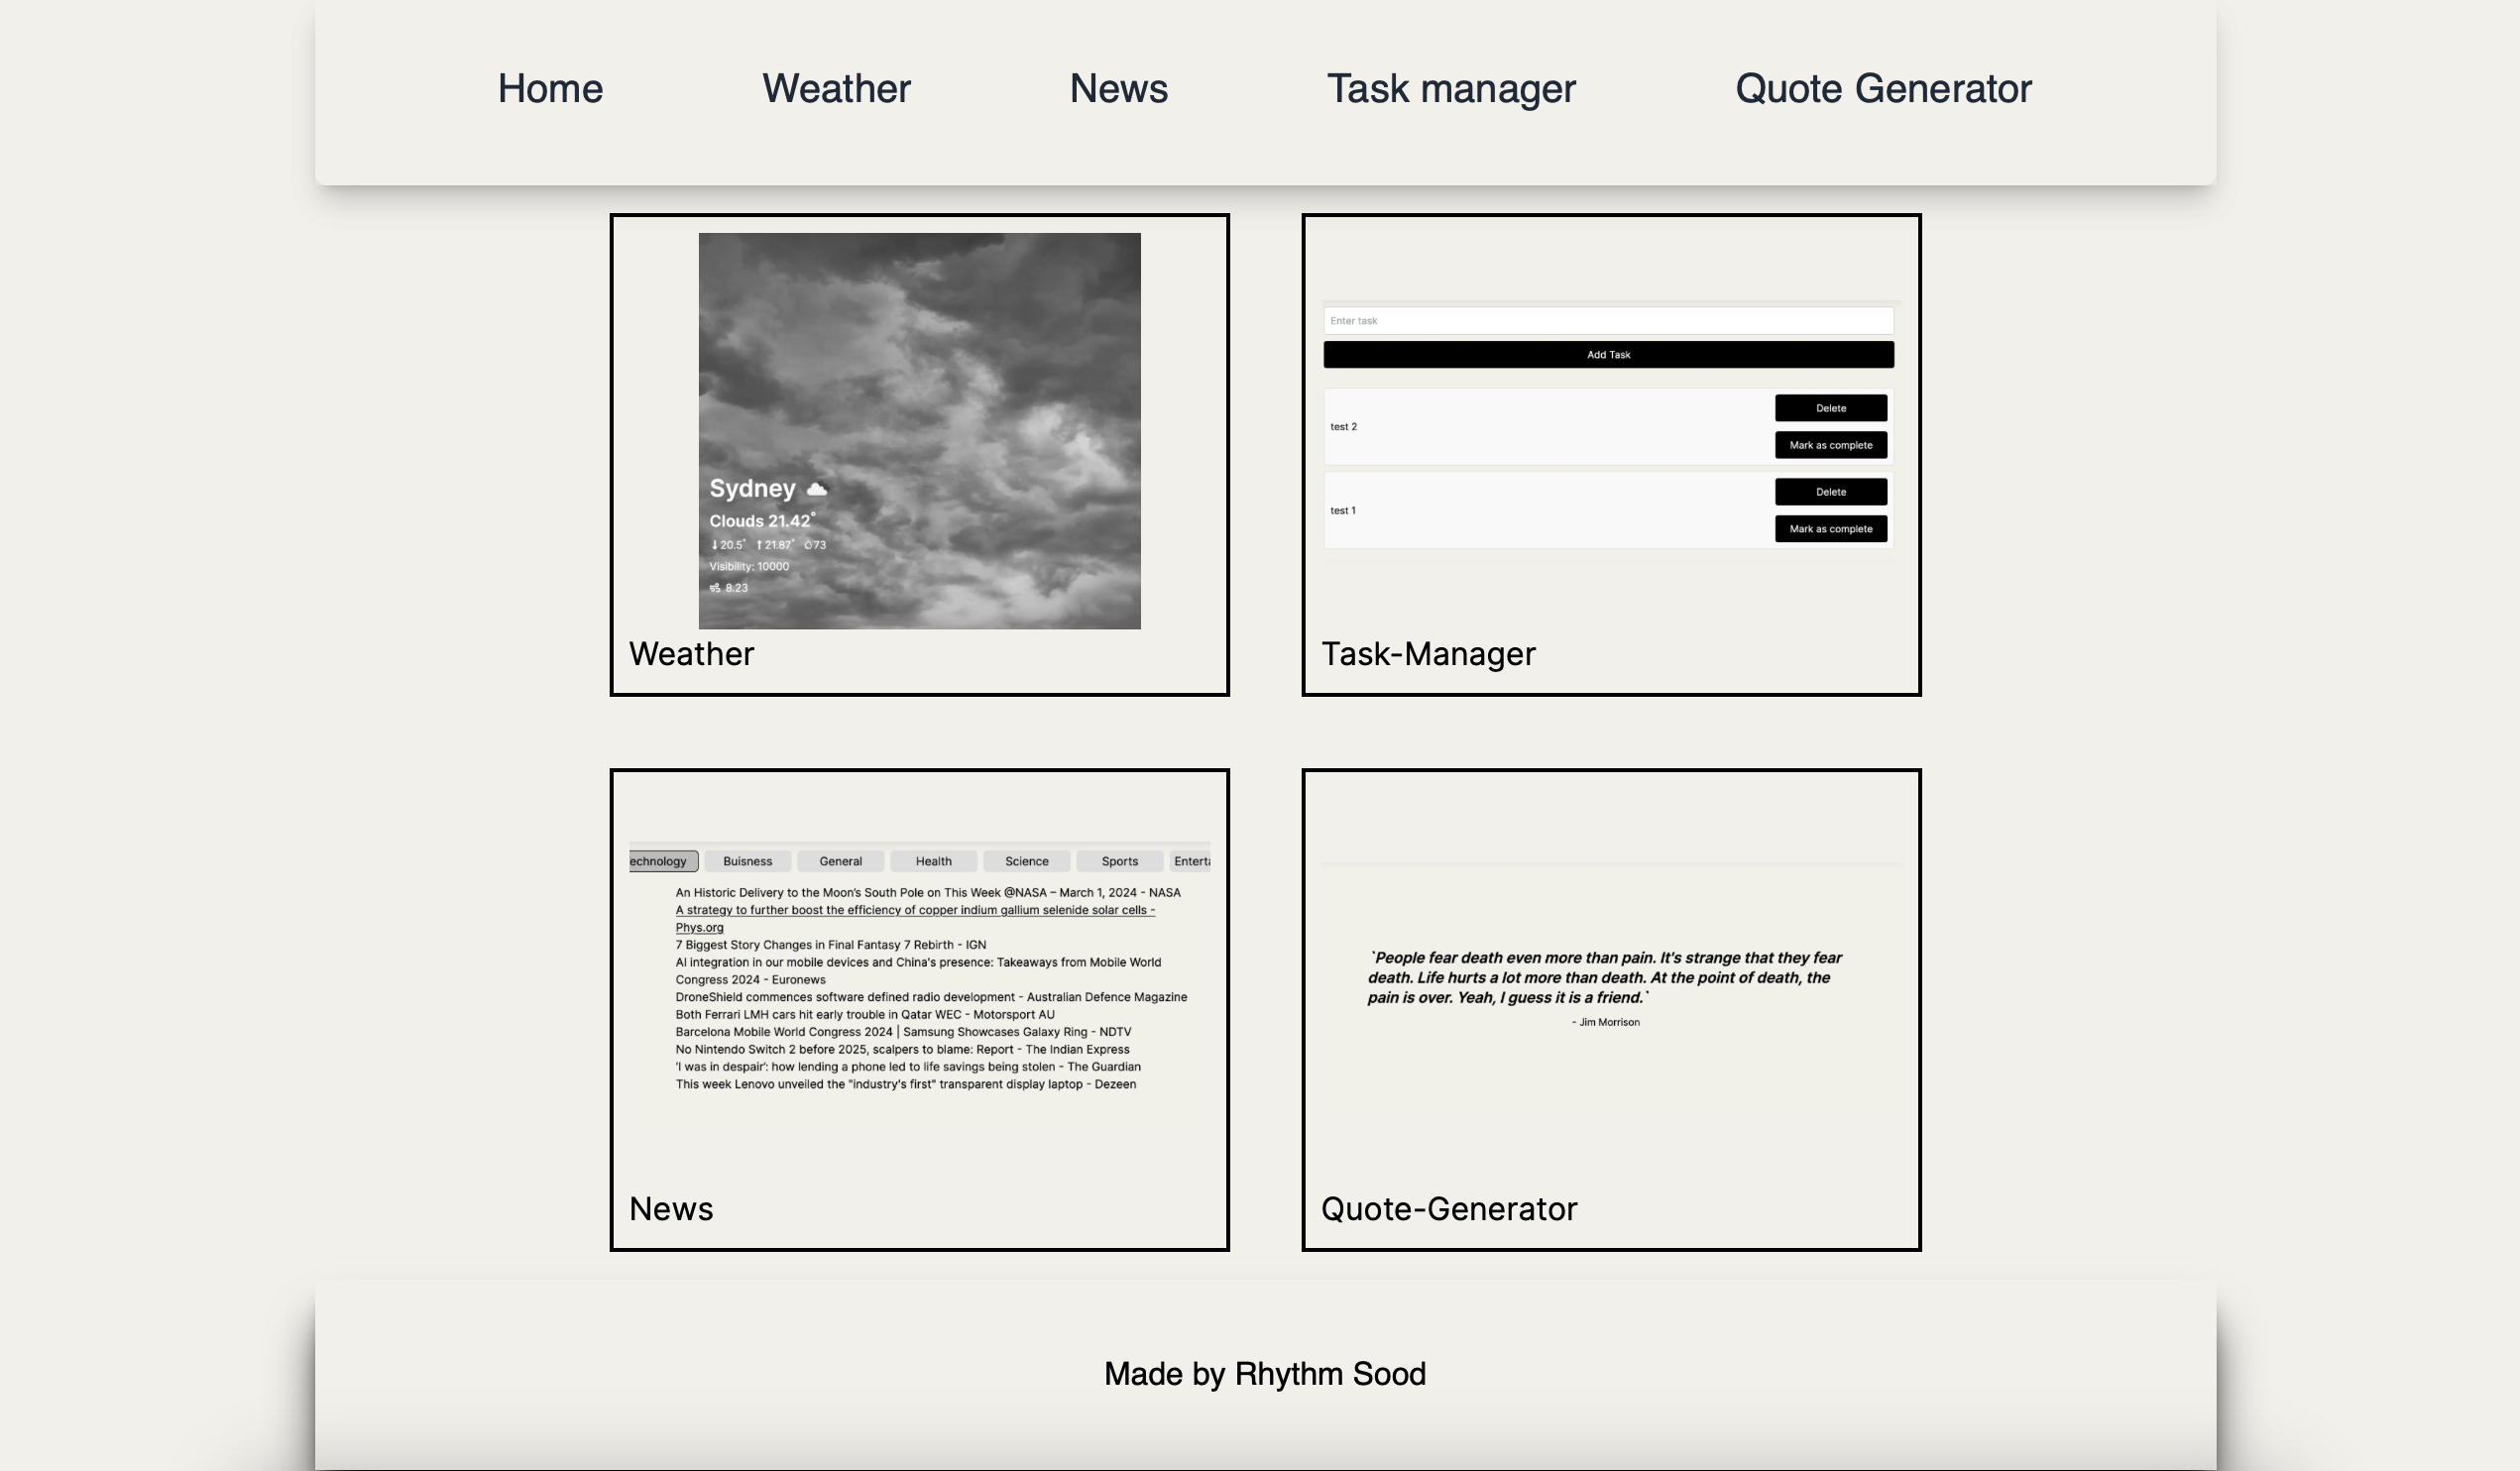 Home Weather News Task manager Quote Generator
Sydney
Clouds 21.42°
20.5° 21.87° 73
Visibility: 10000
8.23
Weather
Enter task
Add Task
test 2
Delete
Mark as complete
test 1
Delete
Mark as complete
Task-Manager
echnology Buisness General Health Science Sports Enterta
An Historic Delivery to the Moon’s South Pole on This Week @NASA – March 1, 2024 - NASA
A strategy to further boost the efficiency of copper indium gallium selenide solar cells -
Phys.org
7 Biggest Story Changes in Final Fantasy 7 Rebirth - IGN
AI integration in our mobile devices and China's presence: Takeaways from Mobile World
Congress 2024 - Euronews
DroneShield commences software defined radio development - Australian Defence Magazine
Both Ferrari LMH cars hit early trouble in Qatar WEC - Motorsport AU
Barcelona Mobile World Congress 2024 | Samsung Showcases Galaxy Ring - NDTV
No Nintendo Switch 2 before 2025, scalpers to blame: Report - The Indian Express
‘I was in despair’: how lending a phone led to life savings being stolen - The Guardian
This week Lenovo unveiled the "industry's first" transparent display laptop - Dezeen
News
`People fear death even more than pain. It's strange that they fear
death. Life hurts a lot more than death. At the point of death, the
pain is over. Yeah, I guess it is a friend.`
- Jim Morrison
Quote-Generator
Made by Rhythm Sood